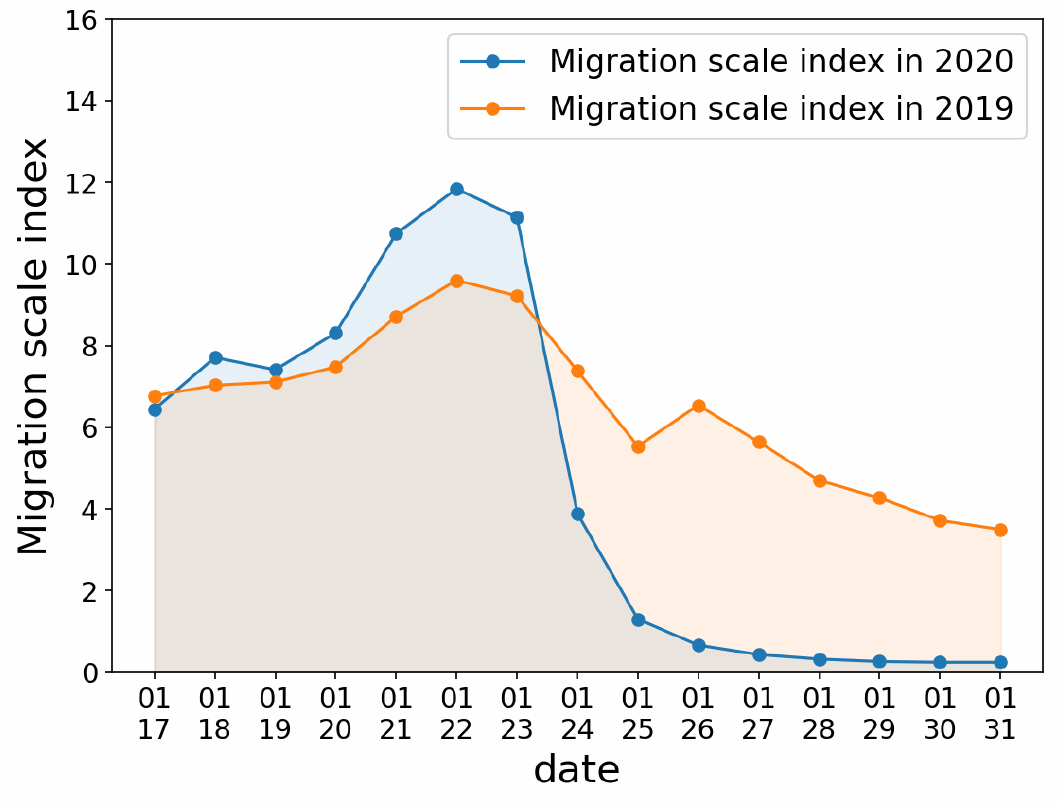 Migration scale index in 2020
Migration scale index in 2019
Migration scale index
16
14
12
10
8
6
4
2
0
01 01 01 01 01 01 01 01 01 01 01 01 01 01 01
17 18 19 20 21 22 23 24 25 26 27 28 29 30 31
date